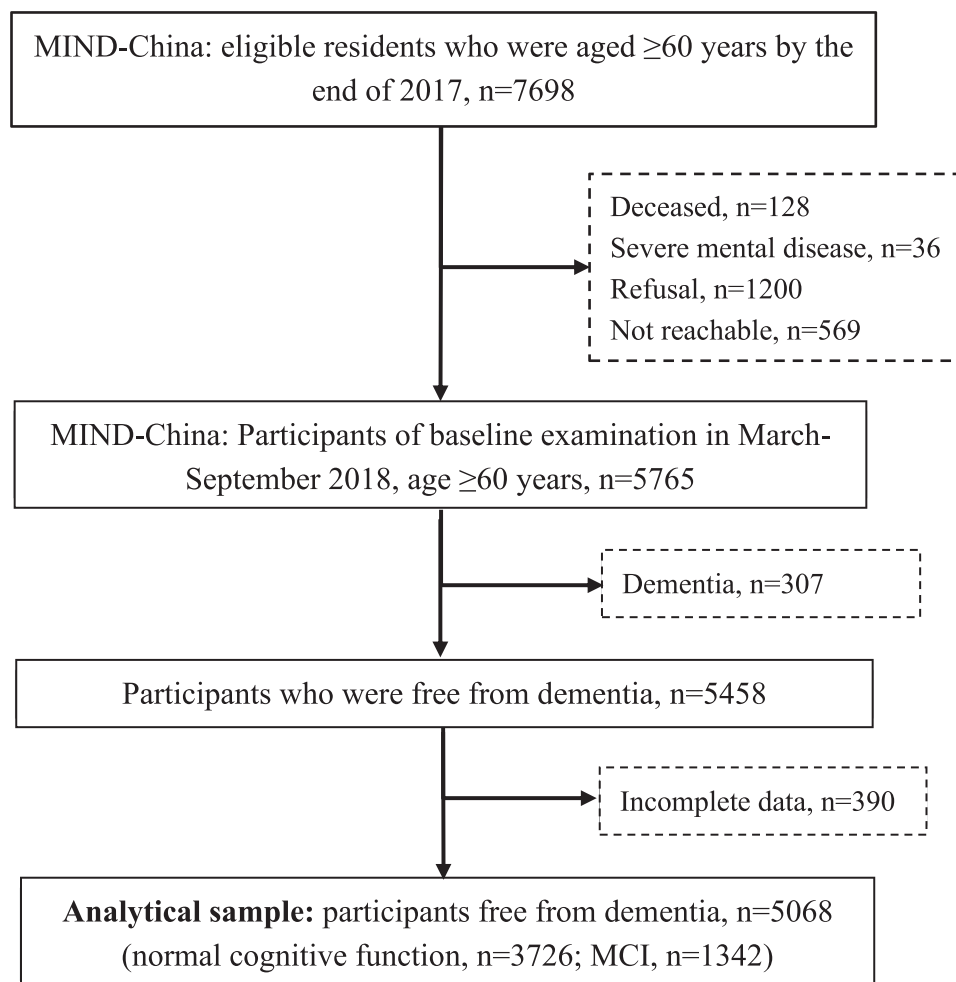 MIND-China: eligible residents who were aged ≥60 years by the
end of 2017, n=7698
Deceased, n=128
Severe mental disease, n=36
Refusal, n=1200
Not reachable, n=569
MIND-China: Participants of baseline examination in March-
September 2018, age ≥60 years, n=5765
Dementia, n=307
Participants who were free from dementia, n=5458
Incomplete data, n=390
Analytical sample: participants free from dementia, n=5068
(normal cognitive function, n=3726; MCI, n=1342)